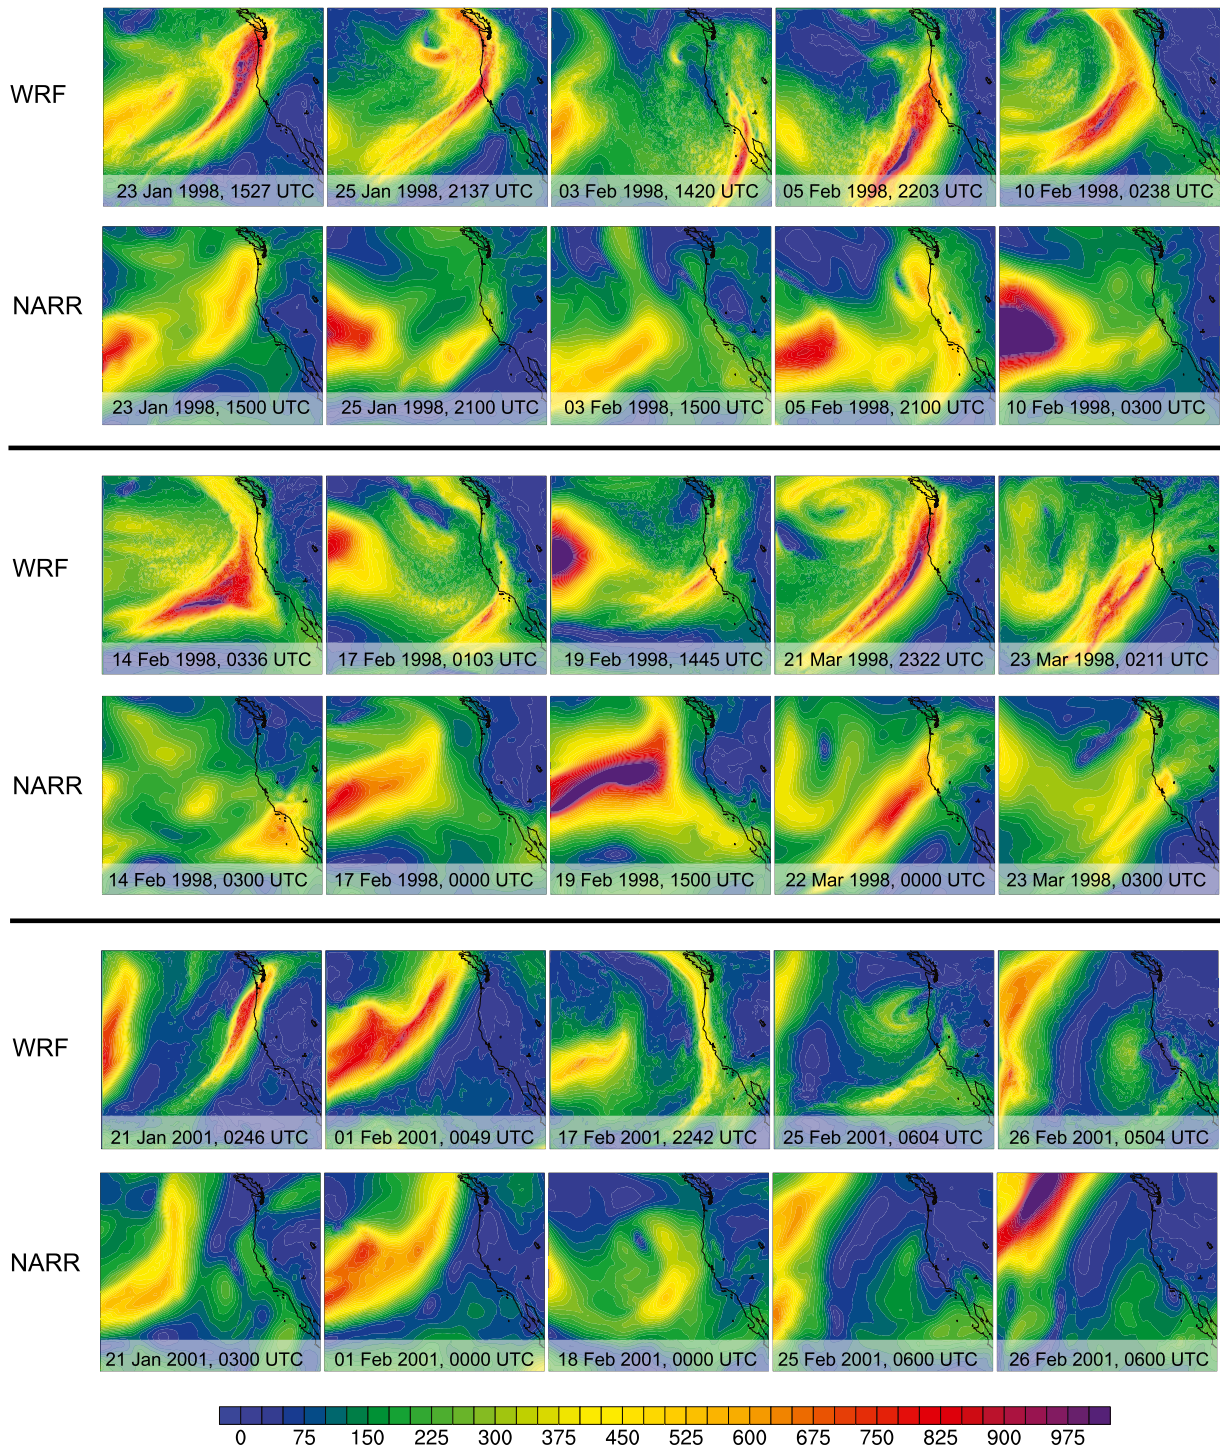 WRF
23 Jan 1998, 1527 UTC 25 Jan 1998, 2137 UTC 03 Feb 1998, 1420 UTC 05 Feb 1998, 2203 UTC 10 Feb 1998, 0238 UTC
NARR
23 Jan 1998, 1500 UTC 25 Jan 1998, 2100 UTC 03 Feb 1998, 1500 UTC 05 Feb 1998, 2100 UTC 10 Feb 1998, 0300 UTC
WRF
14 Feb 1998, 0336 UTC 17 Feb 1998, 0103 UTC 19 Feb 1998, 1445 UTC 21 Mar 1998, 2322 UTC 23 Mar 1998, 0211 UTC
NARR
14 Feb 1998, 0300 UTC 17 Feb 1998, 0000 UTC 19 Feb 1998, 1500 UTC 22 Mar 1998, 0000 UTC 23 Mar 1998, 0300 UTC
WRF
21 Jan 2001, 0246 UTC 01 Feb 2001, 0049 UTC 17 Feb 2001, 2242 UTC 25 Feb 2001, 0604 UTC 26 Feb 2001, 0504 UTC
NARR
21 Jan 2001, 0300 UTC 01 Feb 2001, 0000 UTC 18 Feb 2001, 0000 UTC 25 Feb 2001, 0600 UTC 26 Feb 2001, 0600 UTC
0 75 150 225 300 375 450 525 600 675 750 825 900 975